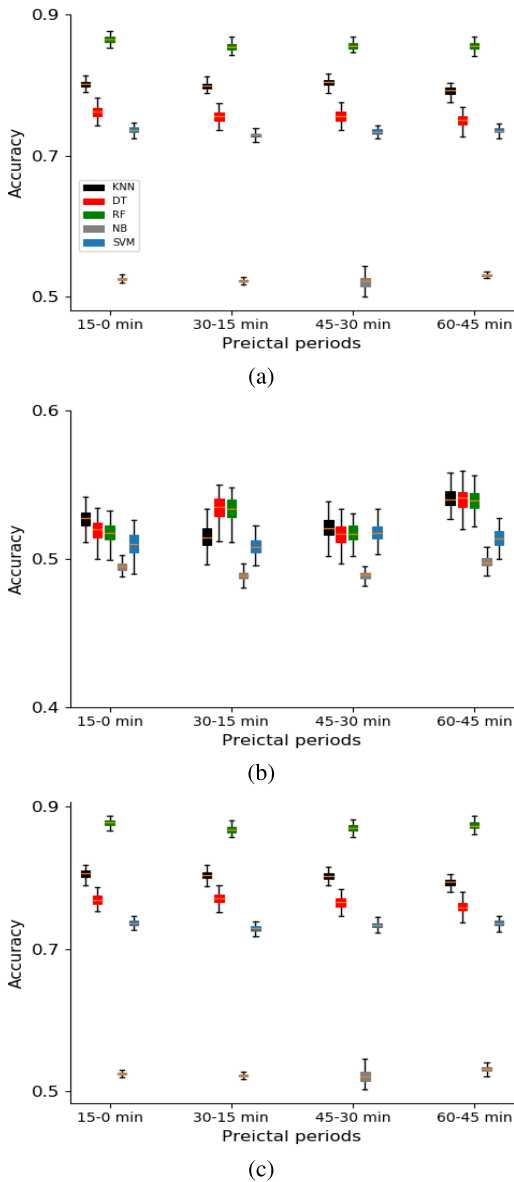 0.9
0.7
0.5
Accuracy
KNN
DT
RF
NB
SVM
15-0 min 30-15 min 45-30 min 60-45 min
Preictal periods
(a)
0.6
0.5
0.4
Accuracy
15-0 min 30-15 min 45-30 min 60-45 min
Preictal periods
(b)
0.9
0.7
0.5
Accuracy
15-0 min 30-15 min 45-30 min 60-45 min
Preictal periods
(c)